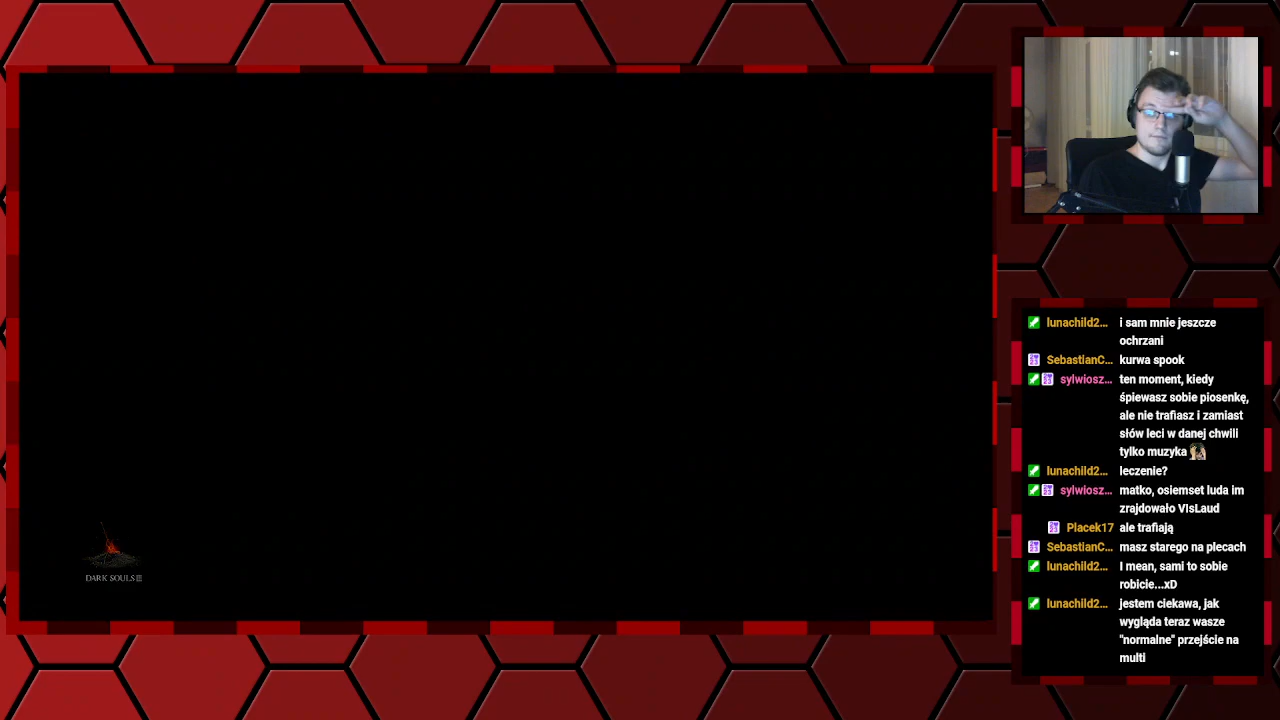 DARK SOULS III
lunachild2... i sam mnie jeszcze
ochrzani
SebastianC... kurwa spook
sylwiosz... ten moment, kiedy
śpiewasz sobie piosenkę,
ale nie trafiasz i zamiast
słów leci w danej chwili
tylko muzyka
lunachild2... leczenie?
sylwiosz... matko, osiemset luda im
zrajdowało VisLaud
Placek17 ale trafiają
SebastianC... masz starego na plecach
lunachild2... I mean, sami to sobie
robicie...xD
lunachild2... jestem ciekawa, jak
wygląda teraz wasze
"normalne" przejście na
multi